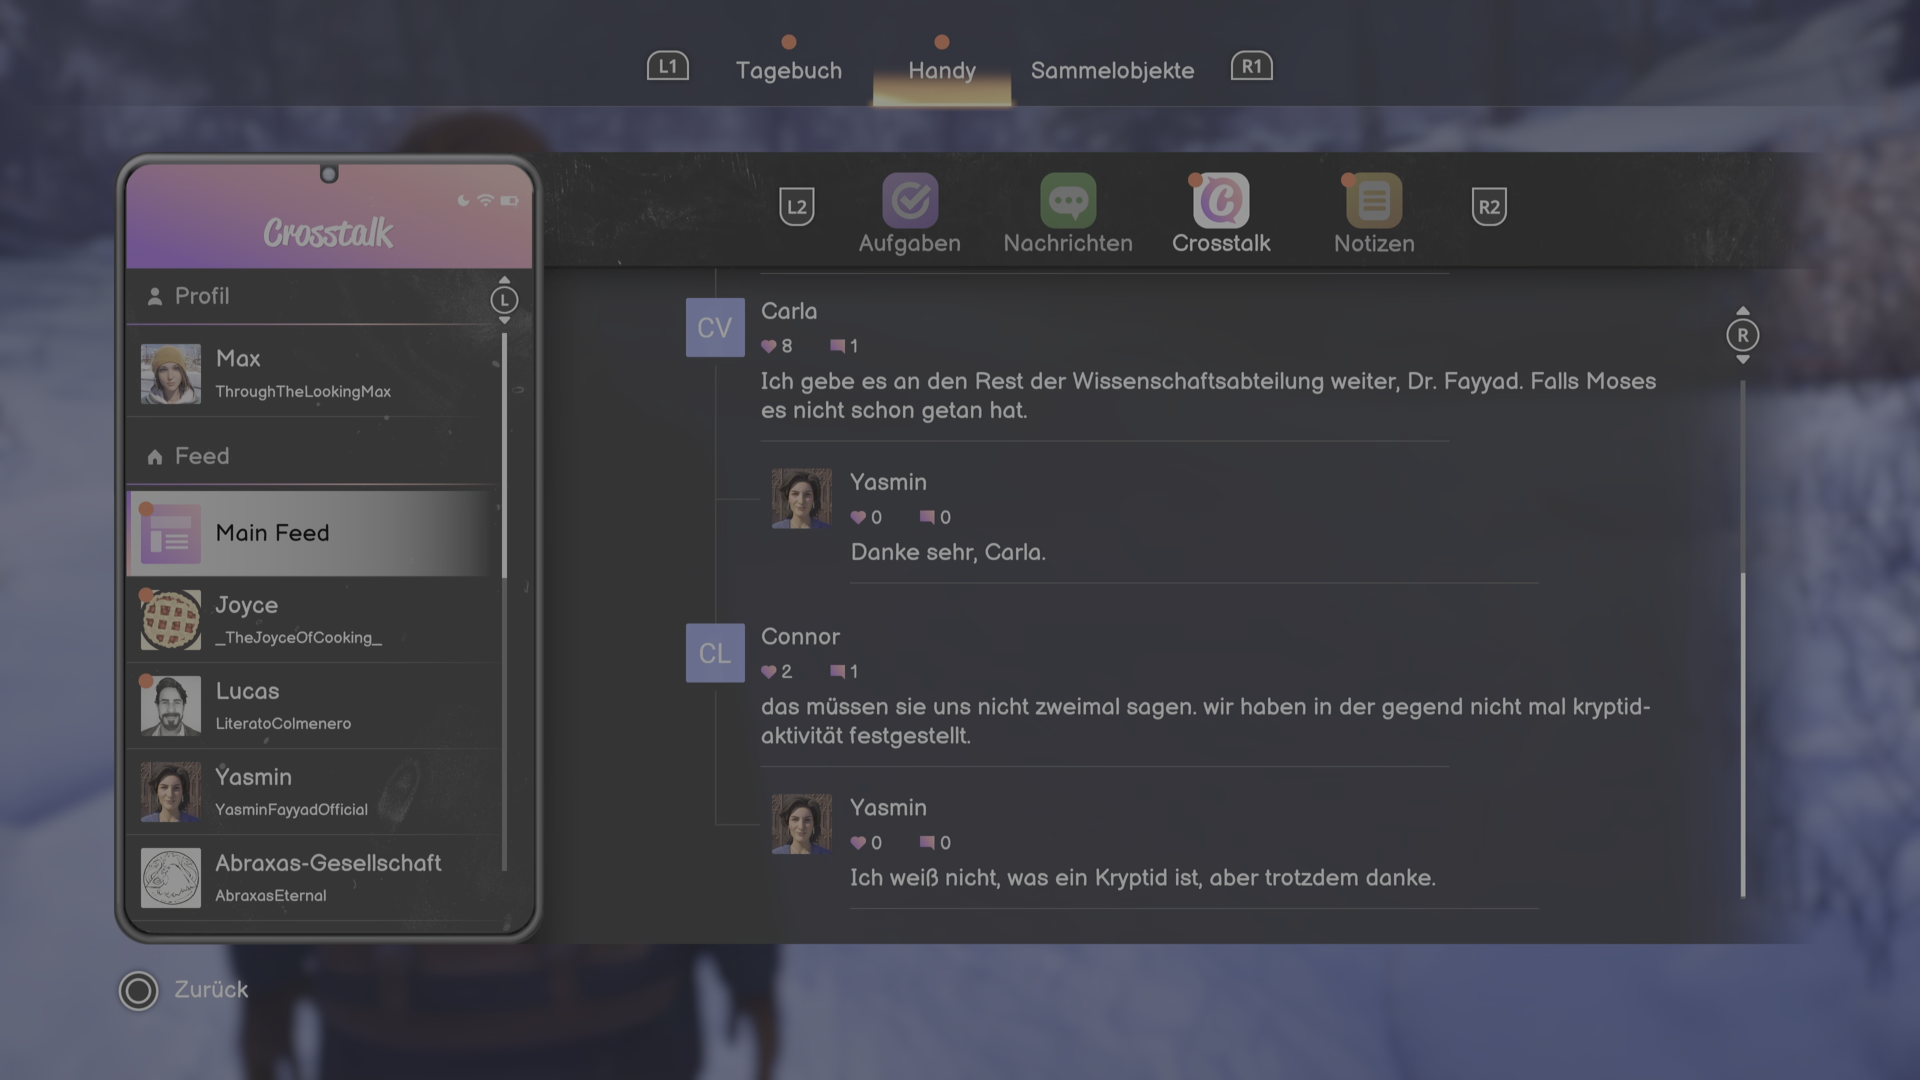 L1
Tagebuch
Handy
Sammelobjekte
R1
Crosstalk
Profil
L
Max
ThroughTheLookingMax
Feed
Main Feed
Joyce
_TheJoyceOfCooking_
Lucas
LiteratoColmenero
Yasmin
YasminFayyadOfficial
Abraxas-Gesellschaft
AbraxasEternal
L2
Aufgaben
Nachrichten
Crosstalk
Notizen
R2
R
CV
Carla
8 1
Ich gebe es an den Rest der Wissenschaftsabteilung weiter, Dr. Fayyad. Falls Moses
es nicht schon getan hat.
Yasmin
0 0
Danke sehr, Carla.
CL
Connor
2 1
das müssen sie uns nicht zweimal sagen. wir haben in der gegend nicht mal kryptid-
aktivität festgestellt.
Yasmin
0 0
Ich weiß nicht, was ein Kryptid ist, aber trotzdem danke.
Zurück